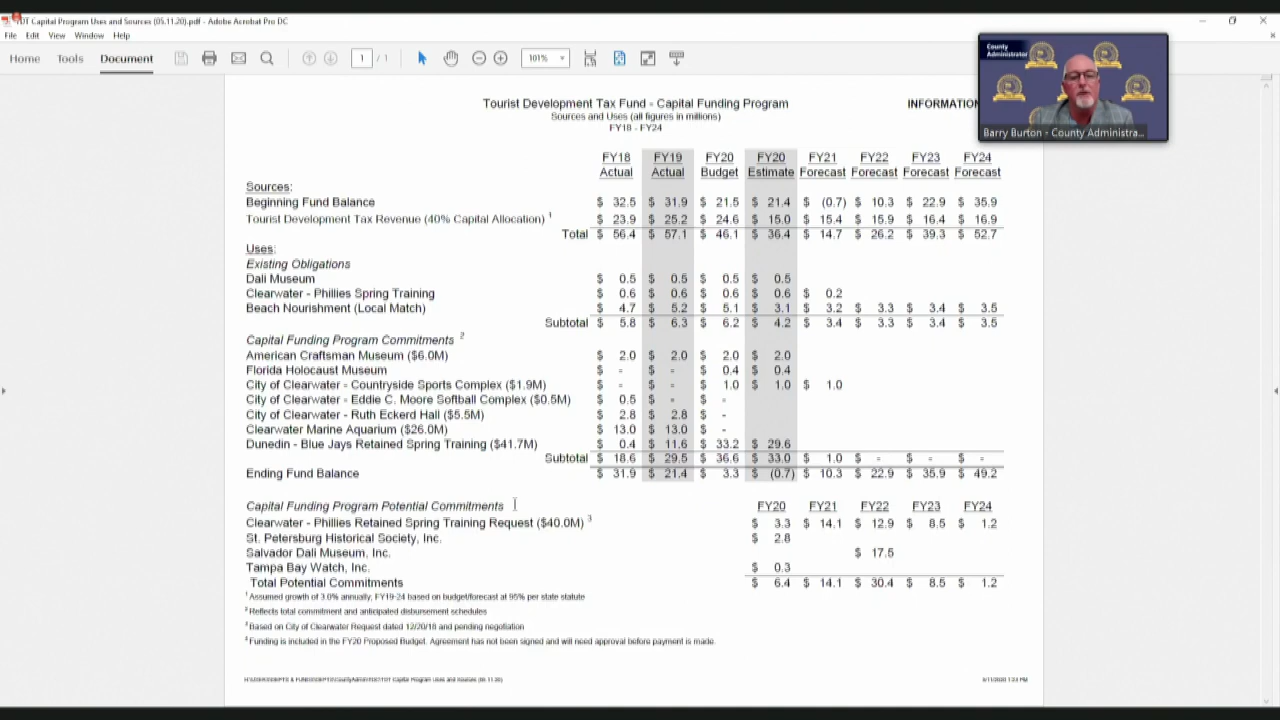 TDT Capital Program Uses and Sources (05.11.20).pdf - Adobe Acrobat Pro DC
File Edit View Window Help
Home Tools Document 1 / 1 101%
County Administrator
Barry Burton - County Administra...
Tourist Development Tax Fund - Capital Funding Program INFORMATION
Sources and Uses (all figures in millions)
FY18 - FY24
FY18 FY19 FY20 FY20 FY21 FY22 FY23 FY24
Actual Actual Budget Estimate Forecast Forecast Forecast Forecast
Sources:
Beginning Fund Balance $ 32.5 $ 31.9 $ 21.5 $ 21.4 $ (0.7) $ 10.3 $ 22.9 $ 35.9
Tourist Development Tax Revenue (40% Capital Allocation) 1 $ 23.9 $ 25.2 $ 24.6 $ 15.0 $ 15.4 $ 15.9 $ 16.4 $ 16.9
Total $ 56.4 $ 57.1 $ 46.1 $ 36.4 $ 14.7 $ 26.2 $ 39.3 $ 52.7
Uses:
Existing Obligations
Dali Museum $ 0.5 $ 0.5 $ 0.5 $ 0.5
Clearwater - Phillies Spring Training $ 0.6 $ 0.6 $ 0.6 $ 0.6 $ 0.2
Beach Nourishment (Local Match) $ 4.7 $ 5.2 $ 5.1 $ 3.1 $ 3.2 $ 3.3 $ 3.4 $ 3.5
Subtotal $ 5.8 $ 6.3 $ 6.2 $ 4.2 $ 3.4 $ 3.3 $ 3.4 $ 3.5
Capital Funding Program Commitments 2
American Craftsman Museum ($6.0M) $ 2.0 $ 2.0 $ 2.0 $ 2.0
Florida Holocaust Museum $ - $ - $ 0.4 $ 0.4
City of Clearwater - Countryside Sports Complex ($1.9M) $ - $ - $ 1.0 $ 1.0 $ 1.0
City of Clearwater - Eddie C. Moore Softball Complex ($0.5M) $ 0.5 $ - $ -
City of Clearwater - Ruth Eckerd Hall ($5.5M) $ 2.8 $ 2.8 $ -
Clearwater Marine Aquarium ($26.0M) $ 13.0 $ 13.0 $ -
Dunedin - Blue Jays Retained Spring Training ($41.7M) $ 0.4 $ 11.6 $ 33.2 $ 29.6
Subtotal $ 18.6 $ 29.5 $ 36.6 $ 33.0 $ 1.0 $ - $ - $ -
Ending Fund Balance $ 31.9 $ 21.4 $ 3.3 $ (0.7) $ 10.3 $ 22.9 $ 35.9 $ 49.2
Capital Funding Program Potential Commitments FY20 FY21 FY22 FY23 FY24
Clearwater - Phillies Retained Spring Training Request ($40.0M) 3 $ 3.3 $ 14.1 $ 12.9 $ 8.5 $ 1.2
St. Petersburg Historical Society, Inc. $ 2.8
Salvador Dali Museum, Inc. $ 17.5
Tampa Bay Watch, Inc. $ 0.3
Total Potential Commitments $ 6.4 $ 14.1 $ 30.4 $ 8.5 $ 1.2
1 Assumed growth of 3.0% annually, FY19-24 based on budget/forecast at 95% per state statute
2 Reflects total commitment and anticipated disbursement schedules
3 Based on City of Clearwater Request dated 12/20/18 and pending negotiation
4 Funding is included in the FY20 Proposed Budget. Agreement has not been signed and will need approval before payment is made.
5/11/2020 1:23 PM